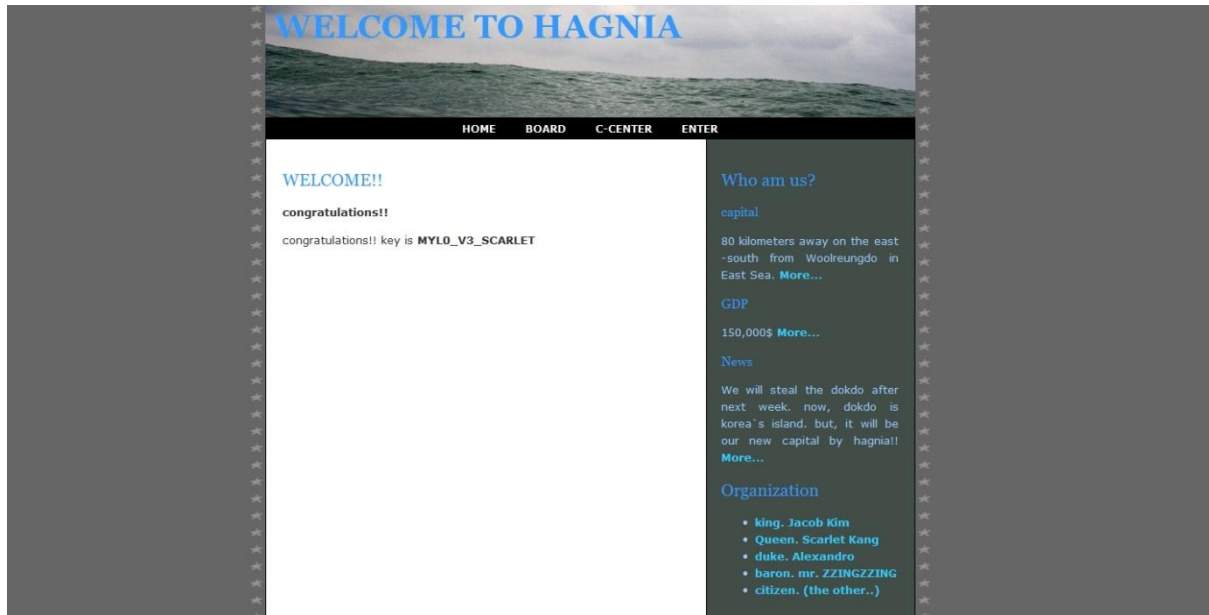 WELCOME TO HAGNIA
HOME BOARD C-CENTER ENTER
WELCOME!!
congratulations!!
congratulations!! key is MYL0_V3_SCARLET
Who am us?
capital
80 kilometers away on the east
-south from Woolreungdo in
East Sea. More...
GDP
150,000$ More...
News
We will steal the dokdo after
next week. now, dokdo is
korea`s island. but, it will be
our new capital by hagnia!!
More...
Organization
• king. Jacob Kim
• Queen. Scarlet Kang
• duke. Alexandro
• baron. mr. ZZINGZZING
• citizen. (the other..)